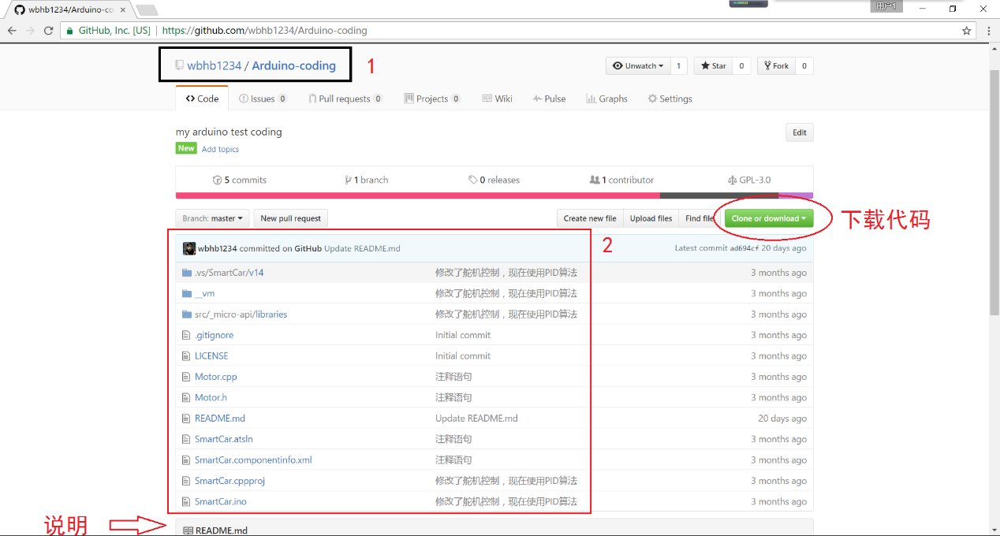 wbhb1234/Arduino-co
用户1
GitHub, Inc. [US] | https://github.com/wbhb1234/Arduino-coding
wbhb1234 / Arduino-coding
1
Unwatch 1 Star 0 Fork 0
Code Issues 0 Pull requests 0 Projects 0 Wiki Pulse Graphs Settings
my arduino test coding
Edit
New Add topics
5 commits 1 branch 0 releases 1 contributor GPL-3.0
Branch: master New pull request Create new file Upload files Find file Clone or download 下载代码
wbhb1234 committed on GitHub Update README.md 2 Latest commit ad694cf 20 days ago
.vs/SmartCar/v14 修改了舵机控制，现在使用PID算法 3 months ago
__vm 修改了舵机控制，现在使用PID算法 3 months ago
src/_micro-api/libraries 修改了舵机控制，现在使用PID算法 3 months ago
.gitignore Initial commit 3 months ago
LICENSE Initial commit 3 months ago
Motor.cpp 注释语句 3 months ago
Motor.h 注释语句 3 months ago
README.md Update README.md 20 days ago
SmartCar.atsln 注释语句 3 months ago
SmartCar.componentinfo.xml 注释语句 3 months ago
SmartCar.cppproj 修改了舵机控制，现在使用PID算法 3 months ago
SmartCar.ino 修改了舵机控制，现在使用PID算法 3 months ago
说明 README.md